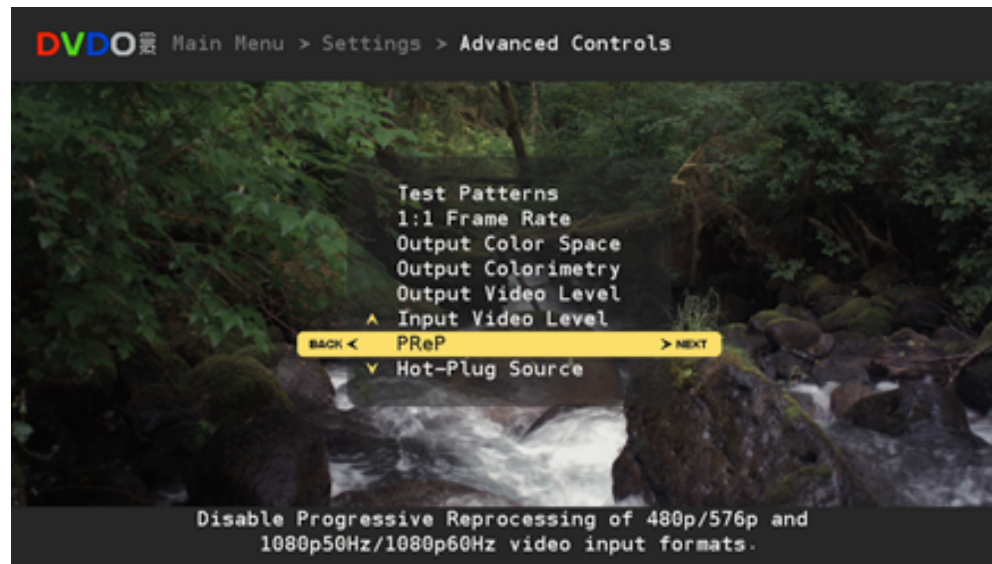 DVDO Main Menu > Settings > Advanced Controls
Test Patterns
1:1 Frame Rate
Output Color Space
Output Colorimetry
Output Video Level
Input Video Level
BACK < PReP > NEXT
Hot-Plug Source
Disable Progressive Reprocessing of 480p/576p and
1080p50Hz/1080p60Hz video input formats.